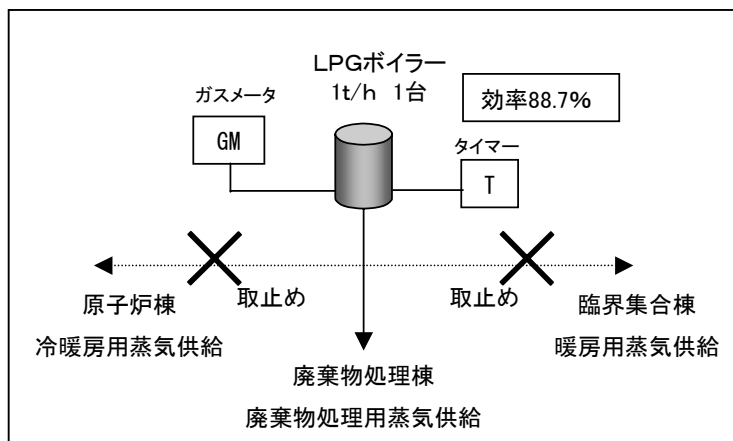 LPGボイラー
1t/h 1台
ガスメータ
効率88.7%
GM
タイマー
T
取止め
取止め
原子炉棟
臨界集合棟
冷暖房用蒸気供給
暖房用蒸気供給
廃棄物処理棟
廃棄物処理用蒸気供給